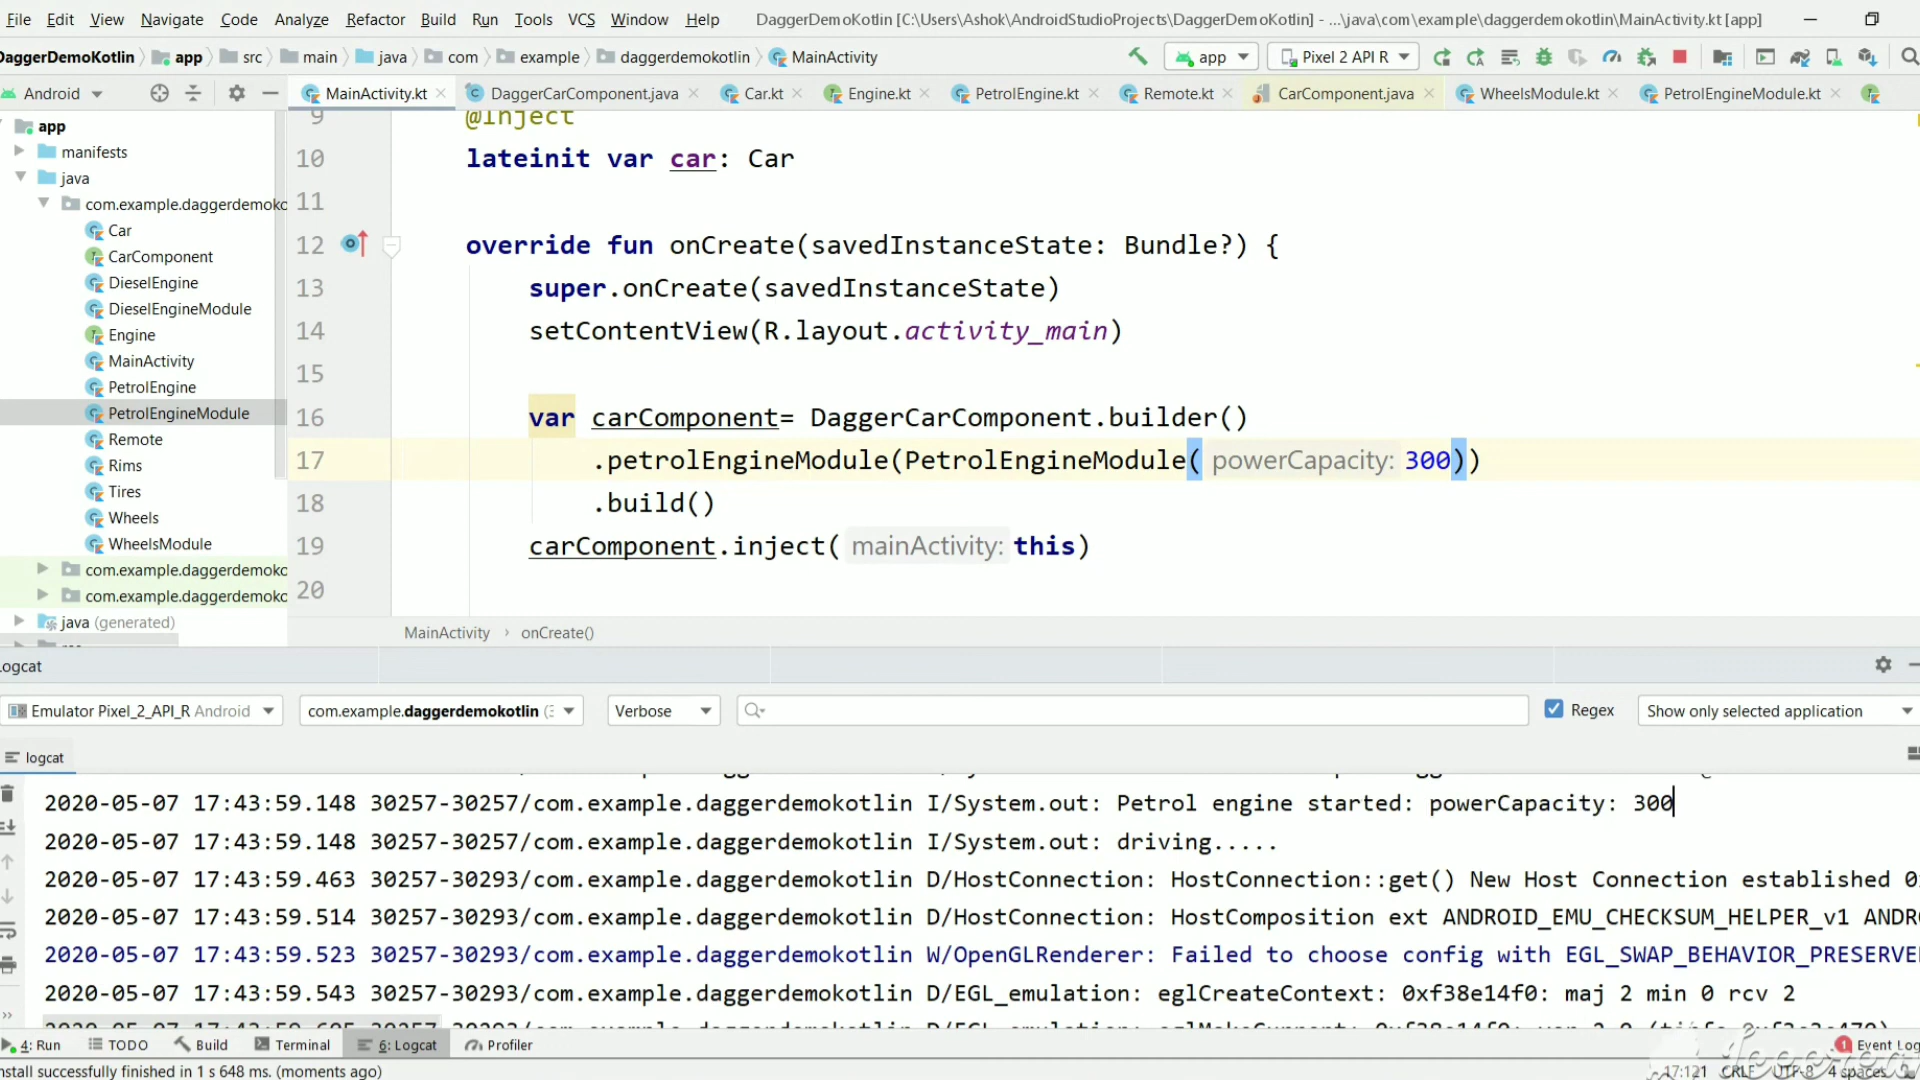 File Edit View Navigate Code Analyze Refactor Build Run Tools VCS Window Help DaggerDemoKotlin [C:\Users\Ashok\AndroidStudioProjects\DaggerDemoKotlin] - ...\java\com\example\daggerdemokotlin\MainActivity.kt [app]
DaggerDemoKotlin app src main java com example daggerdemokotlin MainActivity app Pixel 2 API R
Android MainActivity.kt DaggerCarComponent.java Car.kt Engine.kt PetrolEngine.kt Remote.kt CarComponent.java WheelsModule.kt PetrolEngineModule.kt
app
manifests
java
com.example.daggerdemoko
Car
CarComponent
DieselEngine
DieselEngineModule
Engine
MainActivity
PetrolEngine
PetrolEngineModule
Remote
Rims
Tires
Wheels
WheelsModule
com.example.daggerdemoko
com.example.daggerdemoko
java (generated)
9 @Inject
10 lateinit var car: Car
11
12 override fun onCreate(savedInstanceState: Bundle?) {
13 super.onCreate(savedInstanceState)
14 setContentView(R.layout.activity_main)
15
16 var carComponent= DaggerCarComponent.builder()
17 .petrolEngineModule(PetrolEngineModule( powerCapacity: 300))
18 .build()
19 carComponent.inject( mainActivity: this)
20
MainActivity › onCreate()
Logcat
Emulator Pixel_2_API_R Android com.example.daggerdemokotlin (3 Verbose Regex Show only selected application
logcat
2020-05-07 17:43:59.148 30257-30257/com.example.daggerdemokotlin I/System.out: Petrol engine started: powerCapacity: 300
2020-05-07 17:43:59.148 30257-30257/com.example.daggerdemokotlin I/System.out: driving.....
2020-05-07 17:43:59.463 30257-30293/com.example.daggerdemokotlin D/HostConnection: HostConnection::get() New Host Connection established 0
2020-05-07 17:43:59.514 30257-30293/com.example.daggerdemokotlin D/HostConnection: HostComposition ext ANDROID_EMU_CHECKSUM_HELPER_v1 ANDR
2020-05-07 17:43:59.523 30257-30293/com.example.daggerdemokotlin W/OpenGLRenderer: Failed to choose config with EGL_SWAP_BEHAVIOR_PRESERVE
2020-05-07 17:43:59.543 30257-30293/com.example.daggerdemokotlin D/EGL_emulation: eglCreateContext: 0xf38e14f0: maj 2 min 0 rcv 2
4: Run TODO Build Terminal 6: Logcat Profiler 1 Event Log
nstall successfully finished in 1 s 648 ms. (moments ago) 17:121 CRLF UTF-8 4 spaces